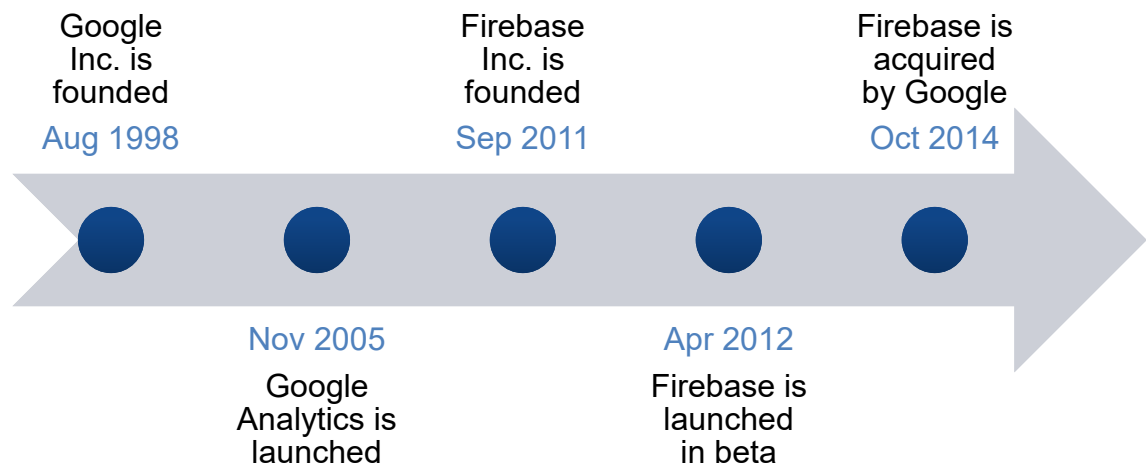 Google
Inc. is
founded
Aug 1998
Nov 2005
Google
Analytics is
launched
Firebase
Inc. is
founded
Sep 2011
Apr 2012
Firebase is
launched
in beta
Firebase is
acquired
by Google
Oct 2014